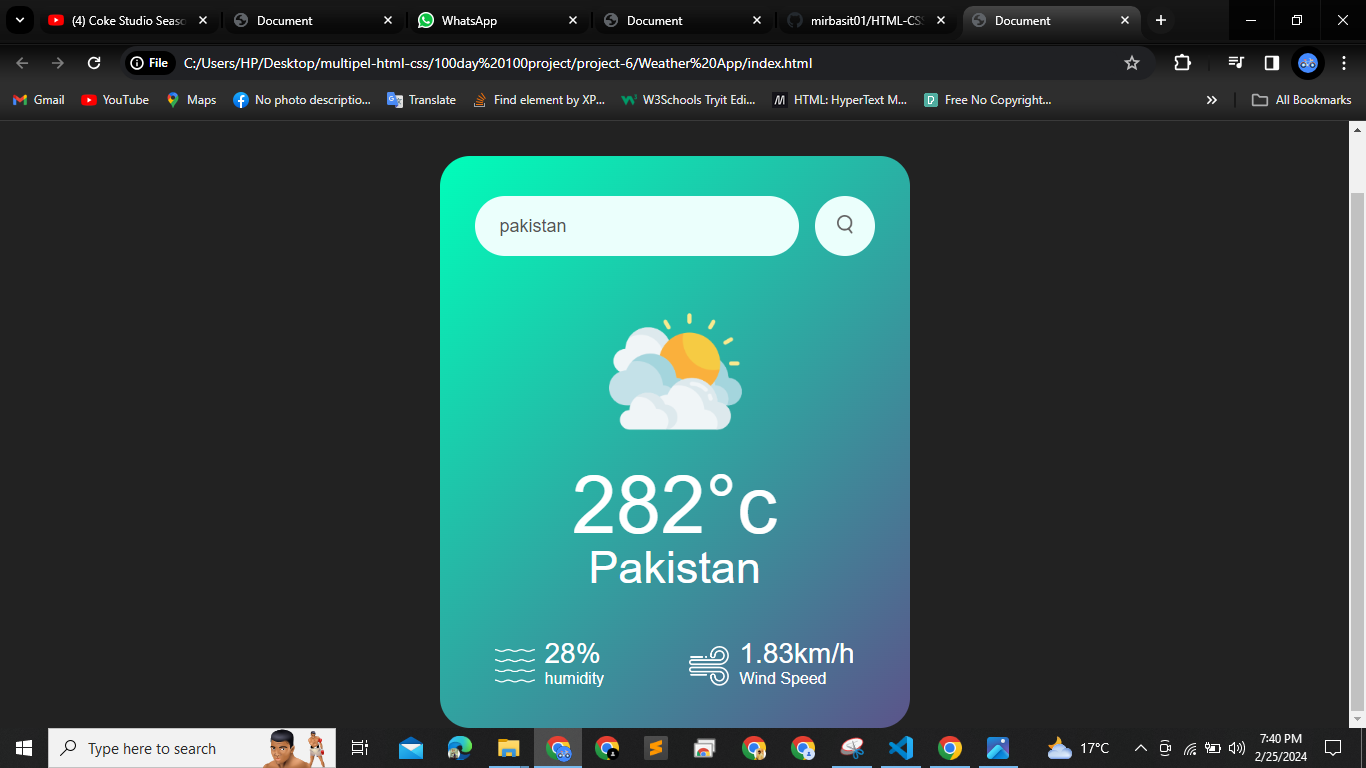 (4) Coke Studio Seaso
Document
WhatsApp
Document
mirbasit01/HTML-CSS
Document
File
C:/Users/HP/Desktop/multipel-html-css/100day%20100project/project-6/Weather%20App/index.html
Gmail
YouTube
Maps
No photo descriptio...
Translate
Find element by XP...
W3Schools Tryit Edi...
HTML: HyperText M...
Free No Copyright...
All Bookmarks
pakistan
282°c
Pakistan
28%
humidity
1.83km/h
Wind Speed
Type here to search
17°C
7:40 PM
2/25/2024